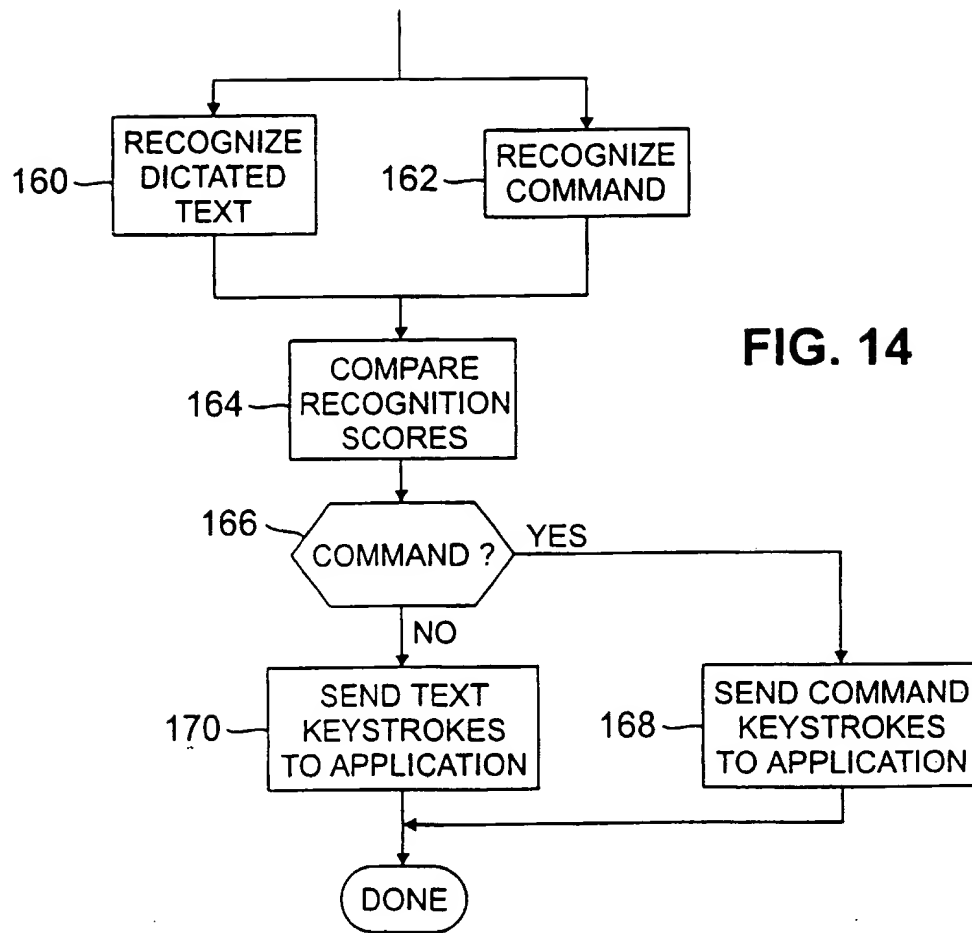 RECOGNIZE
DICTATED
TEXT
160
RECOGNIZE
COMMAND
162
COMPARE
RECOGNITION
SCORES
164
FIG. 14
166
COMMAND ?
YES
NO
SEND TEXT
KEYSTROKES
TO APPLICATION
170
SEND COMMAND
KEYSTROKES
TO APPLICATION
168
DONE